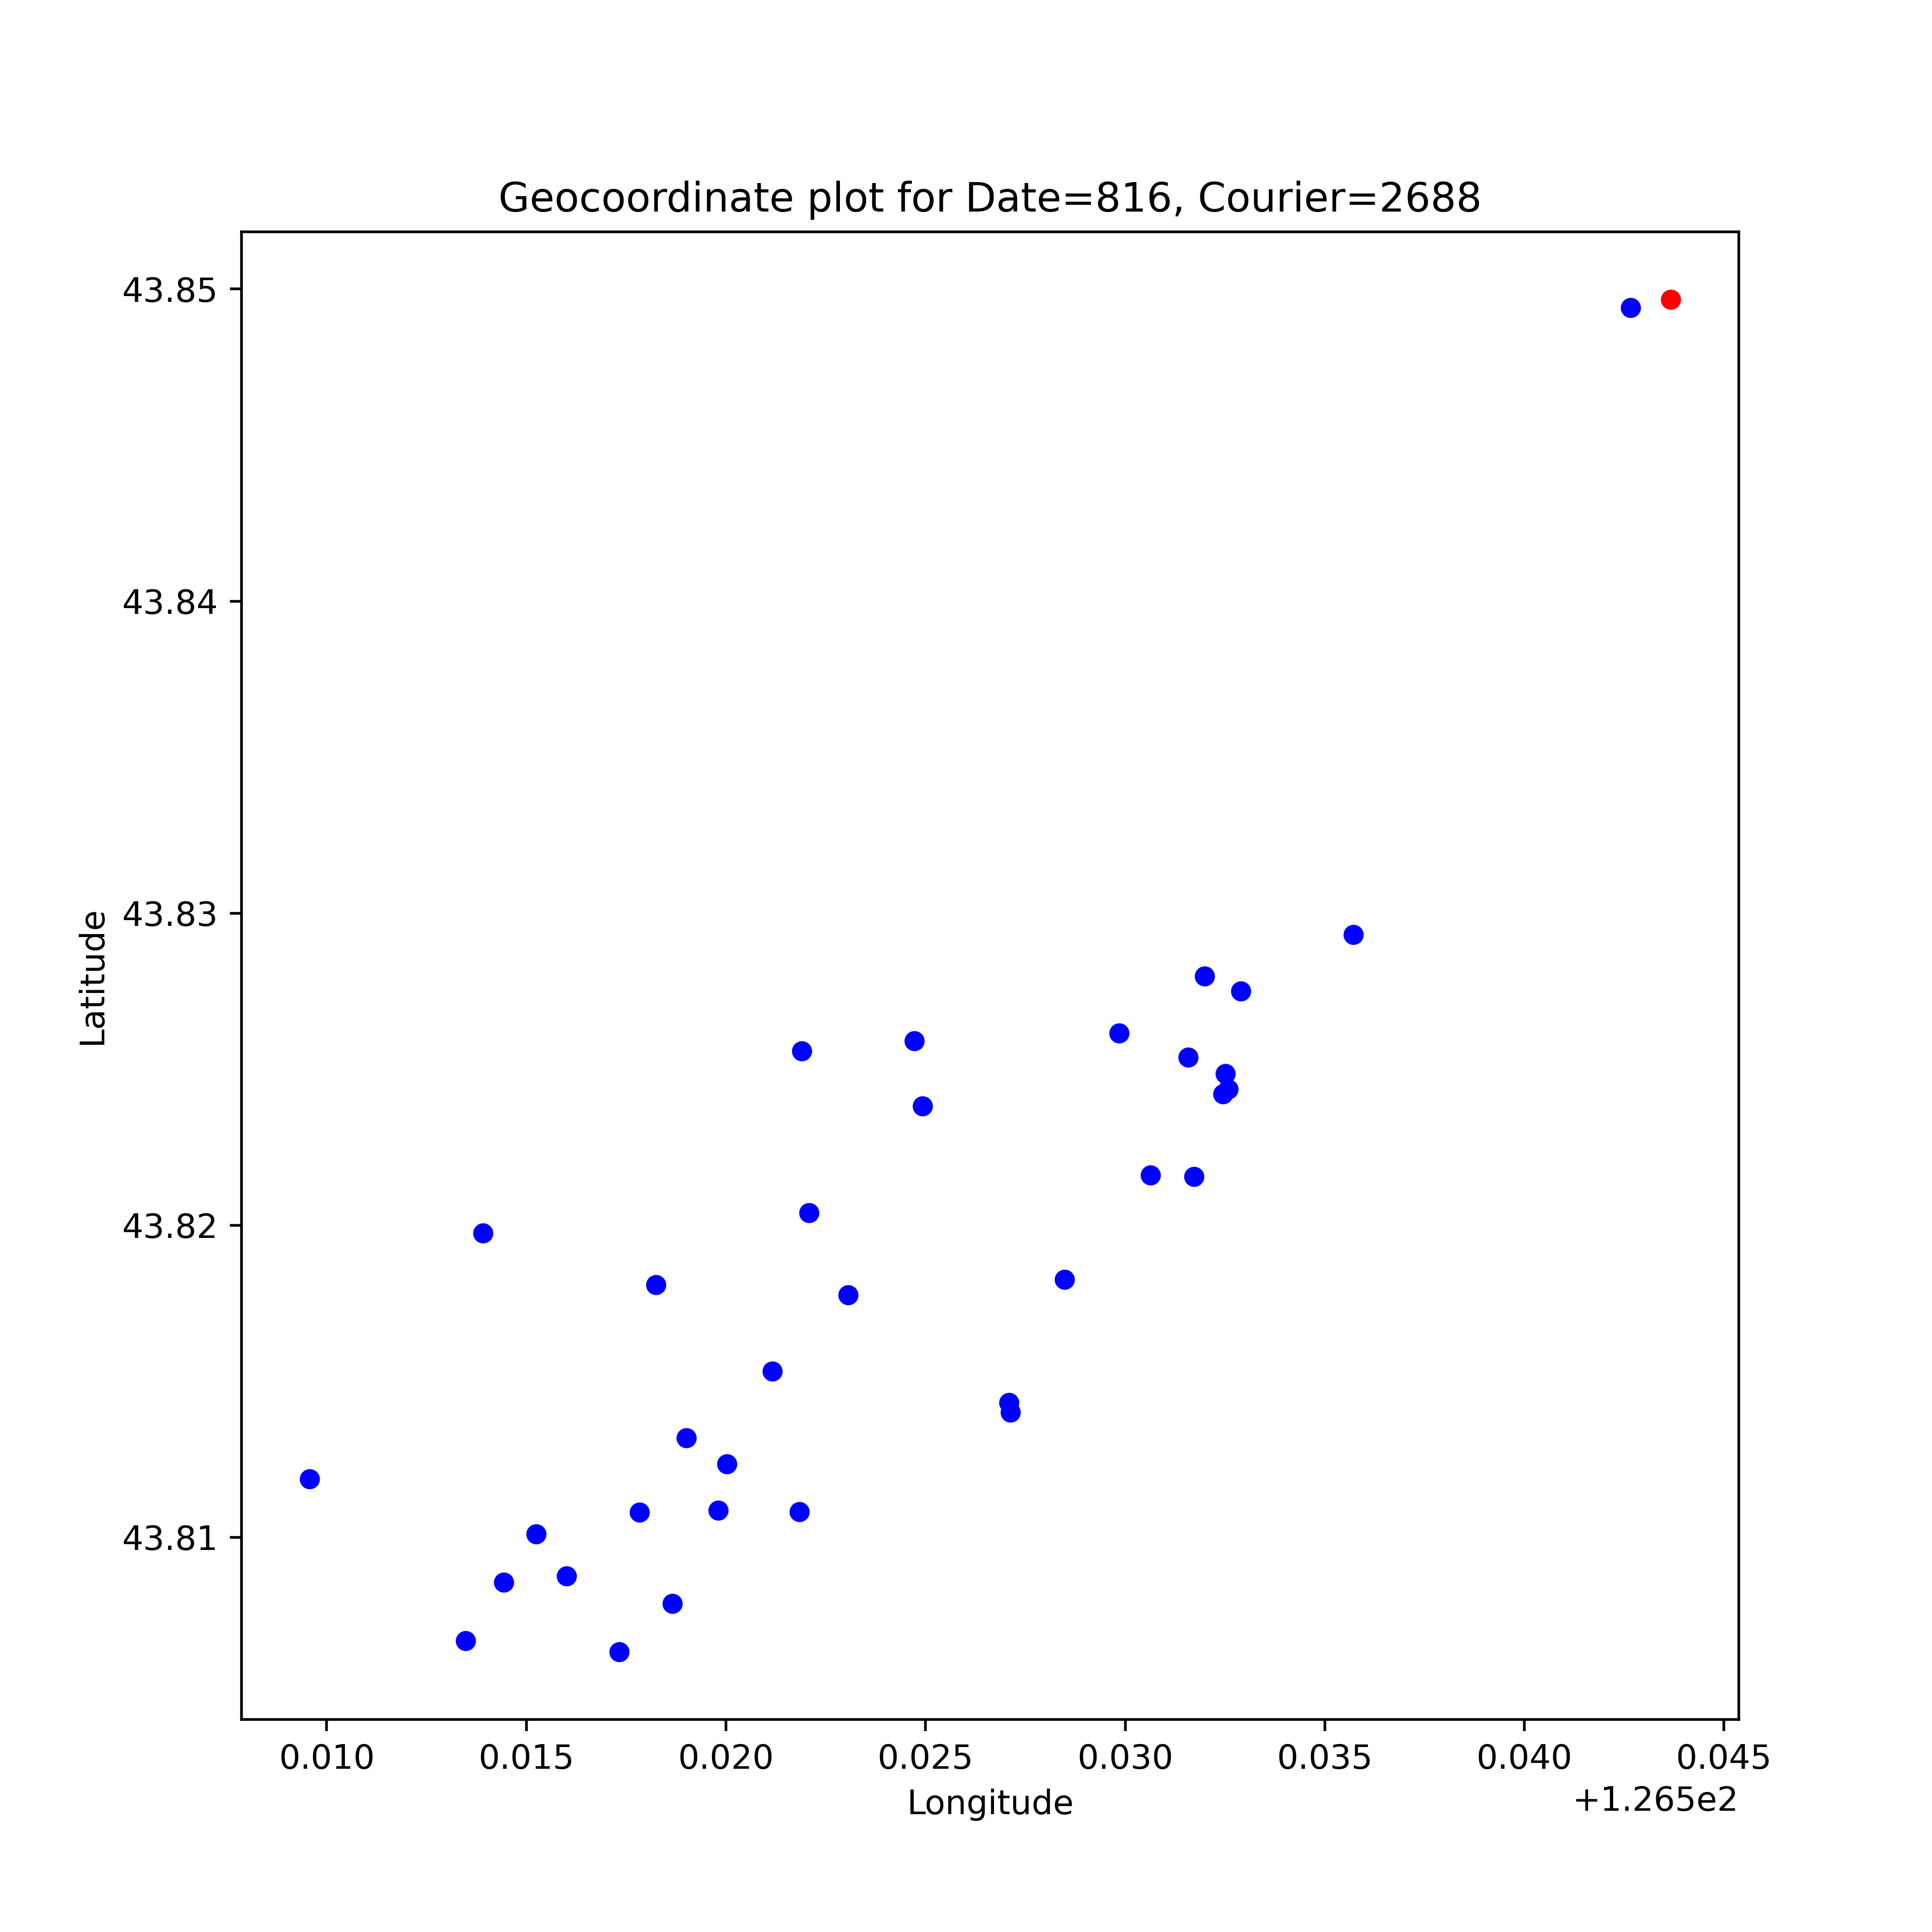 Geocoordinate plot for Date=816, Courier=2688
43.85
43.84
43.83
43.82
43.81
Latitude
0.010 0.015 0.020 0.025 0.030 0.035 0.040 0.045
+1.265e2
Longitude